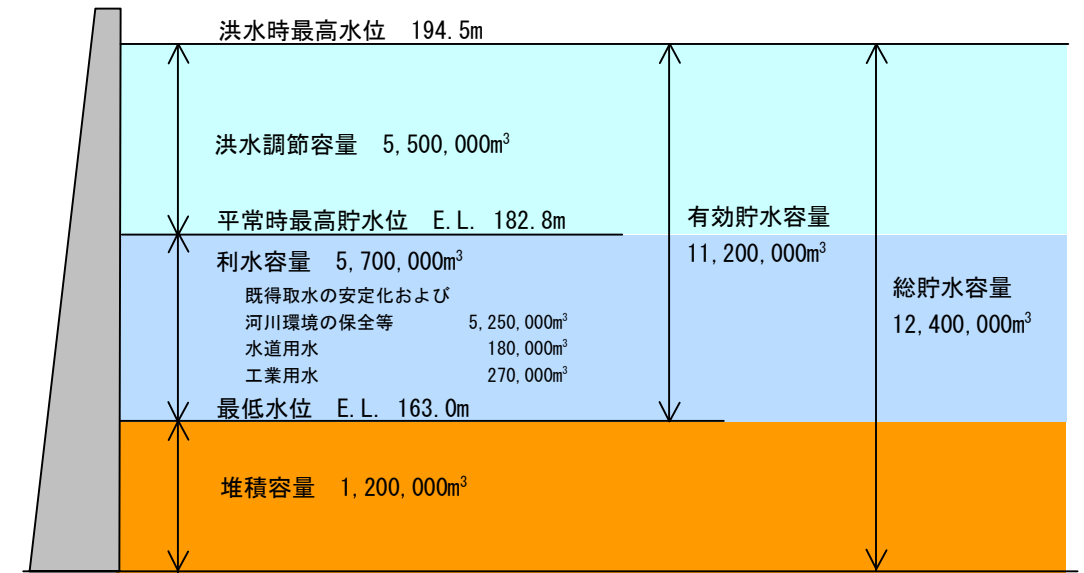 洪水時最高水位 194.5m
洪水調節容量 5,500,000m³
平常時最高貯水位 E.L. 182.8m
利水容量 5,700,000m³
既得取水の安定化および
河川環境の保全等 5,250,000m³
水道用水 180,000m³
工業用水 270,000m³
最低水位 E.L. 163.0m
堆積容量 1,200,000m³
有効貯水容量
11,200,000m³
総貯水容量
12,400,000m³